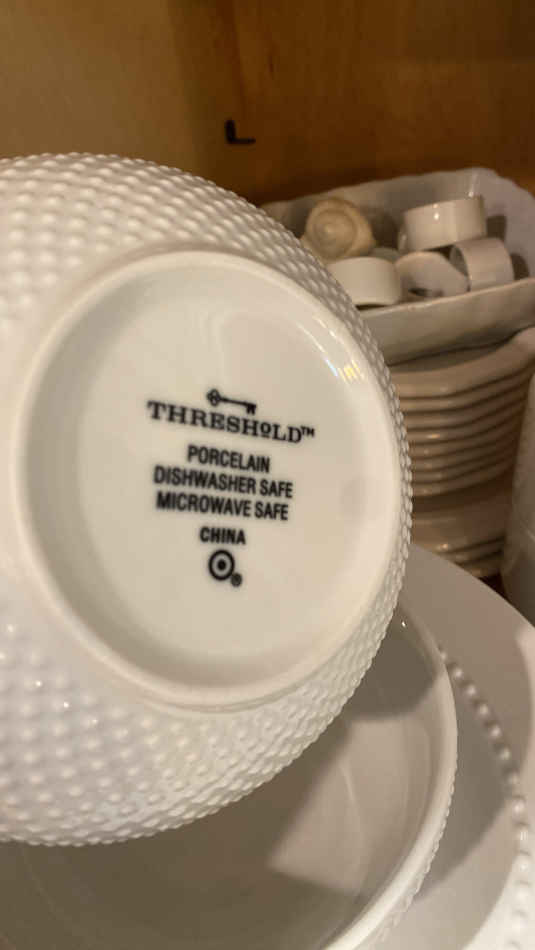 THRESHOLD™
PORCELAIN
DISHWASHER SAFE
MICROWAVE SAFE
CHINA
®